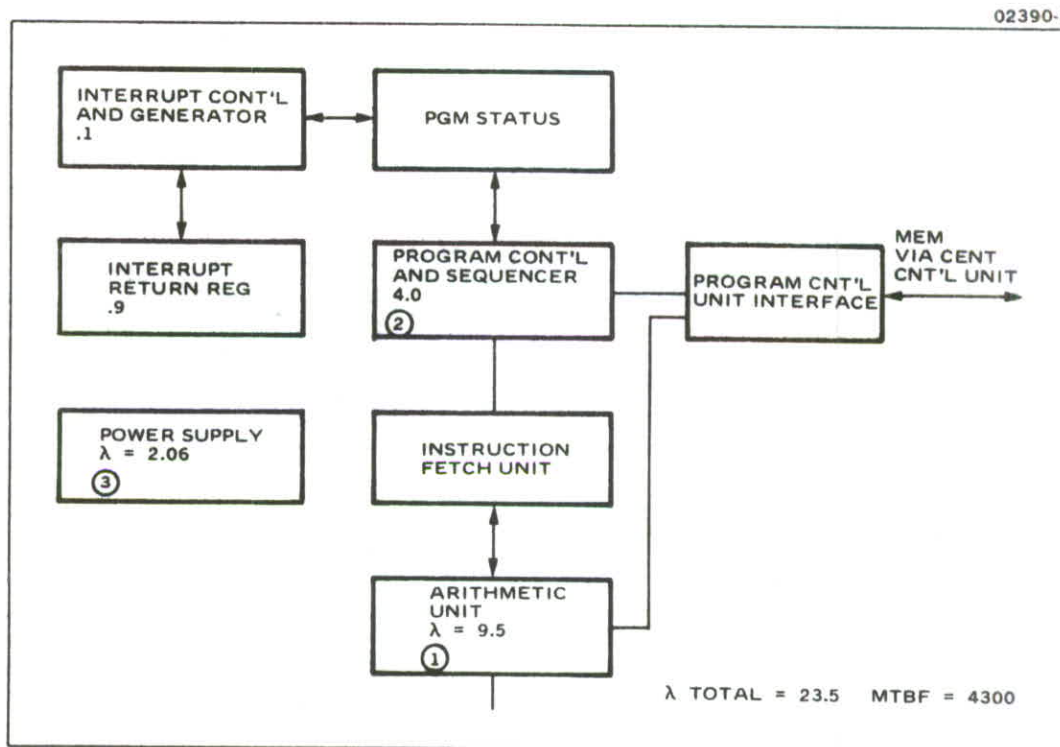 02390-
INTERRUPT CONT'L
AND GENERATOR
.1
PGM STATUS
INTERRUPT
RETURN REG
.9
PROGRAM CONT'L
AND SEQUENCER
4.0
②
PROGRAM CNT'L
UNIT INTERFACE
MEM
VIA CENT
CNT'L UNIT
POWER SUPPLY
λ = 2.06
③
INSTRUCTION
FETCH UNIT
ARITHMETIC
UNIT
λ = 9.5
①
λ TOTAL = 23.5 MTBF = 4300